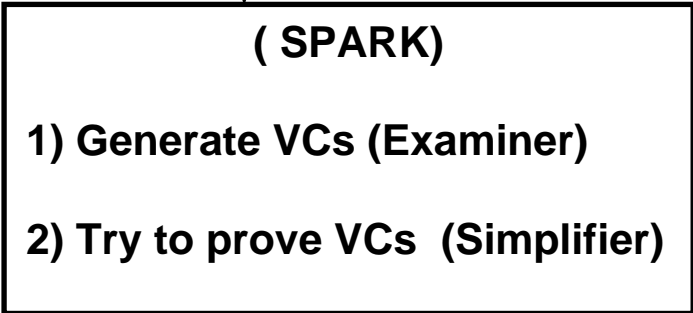 ( SPARK)
1) Generate VCs (Examiner)
2) Try to prove VCs (Simplifier)